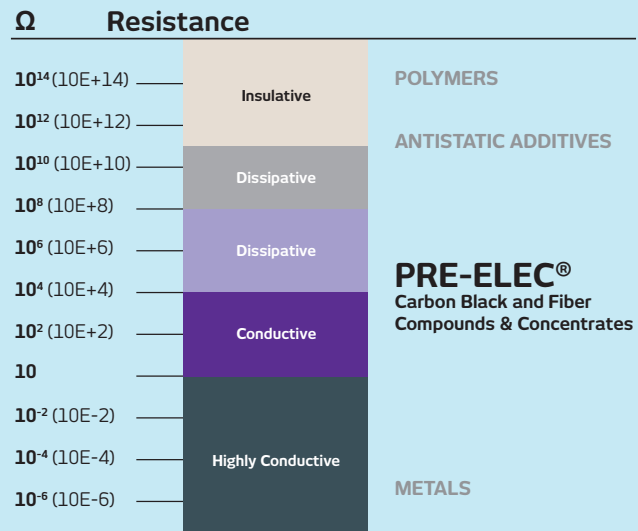 Ω Resistance
10¹⁴ (10E+14)
Insulative
POLYMERS
10¹² (10E+12)
ANTISTATIC ADDITIVES
10¹⁰ (10E+10)
Dissipative
10⁸ (10E+8)
10⁶ (10E+6)
Dissipative
PRE-ELEC®
10⁴ (10E+4)
Carbon Black and Fiber
Compounds & Concentrates
10² (10E+2)
Conductive
10
10⁻² (10E-2)
10⁻⁴ (10E-4)
Highly Conductive
METALS
10⁻⁶ (10E-6)